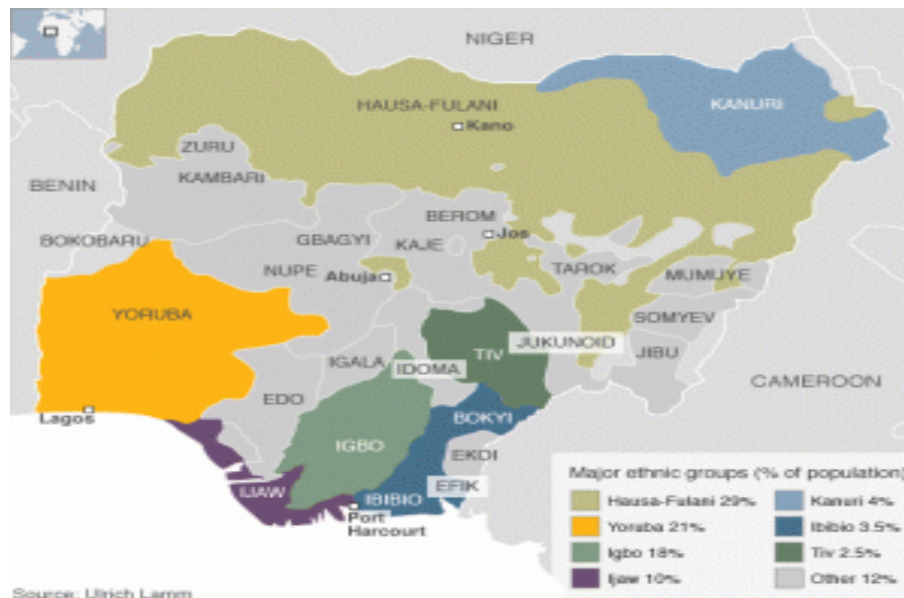 NIGER
HAUSA-FULANI
KANURI
Kano
ZURU
BENIN
KAMBARI
BEROM
BOKOBARU
GBAGYI
KAJE
Jos
NUPE
Abuja
TAROK
MUMUYE
YORUBA
SOMYEV
TIV
JUKUNOID
JIBU
IGALA
IDOMA
CAMEROON
EDO
Lagos
BOKYI
IGBO
EKDI
IJAW
IBIBIO
EFIK
Port
Harcourt
Major ethnic groups (% of population)
Hausa-Fulani 29%
Kanuri 4%
Yoruba 21%
Ibibio 3.5%
Igbo 18%
Tiv 2.5%
Ijaw 10%
Other 12%
Source: Ulrich Lamm